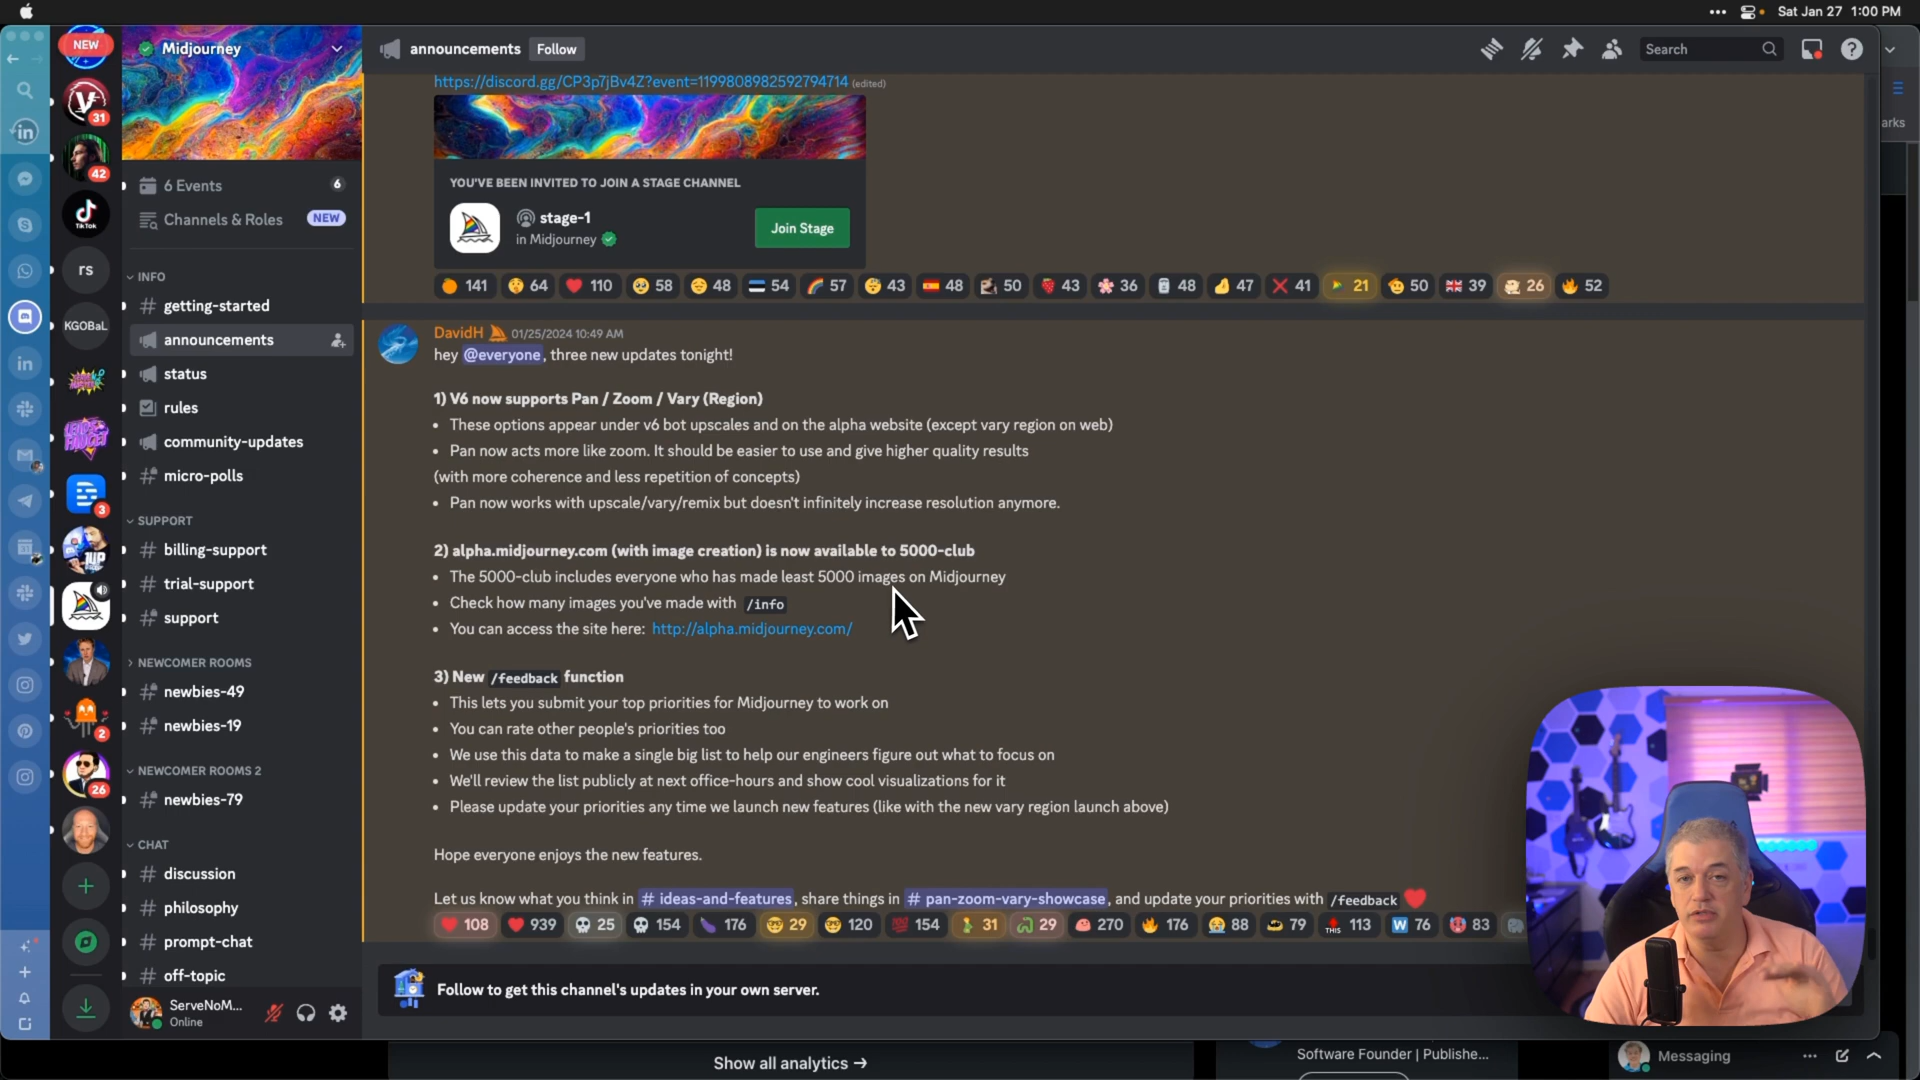 Sat Jan 27 1:00 PM
NEW
31
42
TikTok
rs
KGOBaL
3
2
26
Midjourney
6 Events
6
Channels & Roles
NEW
INFO
getting-started
announcements
status
rules
community-updates
micro-polls
SUPPORT
billing-support
trial-support
support
NEWCOMER ROOMS
newbies-49
newbies-19
NEWCOMER ROOMS 2
newbies-79
CHAT
discussion
philosophy
prompt-chat
off-topic
ServeNoM...
Online
announcements
Follow
Search
https://discord.gg/CP3p7jBv4Z?event=1199808982592794714 (edited)
YOU'VE BEEN INVITED TO JOIN A STAGE CHANNEL
stage-1
in Midjourney
Join Stage
141 64 110 58 48 54 57 43 48 50 43 36 48 47 41 21 50 39 26 52
DavidH 01/25/2024 10:49 AM
hey @everyone, three new updates tonight!
1) V6 now supports Pan / Zoom / Vary (Region)
• These options appear under v6 bot upscales and on the alpha website (except vary region on web)
• Pan now acts more like zoom. It should be easier to use and give higher quality results
(with more coherence and less repetition of concepts)
• Pan now works with upscale/vary/remix but doesn't infinitely increase resolution anymore.
2) alpha.midjourney.com (with image creation) is now available to 5000-club
• The 5000-club includes everyone who has made least 5000 images on Midjourney
• Check how many images you've made with /info
• You can access the site here: http://alpha.midjourney.com/
3) New /feedback function
• This lets you submit your top priorities for Midjourney to work on
• You can rate other people's priorities too
• We use this data to make a single big list to help our engineers figure out what to focus on
• We'll review the list publicly at next office-hours and show cool visualizations for it
• Please update your priorities any time we launch new features (like with the new vary region launch above)
Hope everyone enjoys the new features.
Let us know what you think in # ideas-and-features, share things in # pan-zoom-vary-showcase, and update your priorities with /feedback
108 939 25 154 176 29 120 154 31 29 270 176 88 79 THIS 113 W 76 83
Follow to get this channel's updates in your own server.
arks
Show all analytics →
Software Founder | Publishe...
Messaging